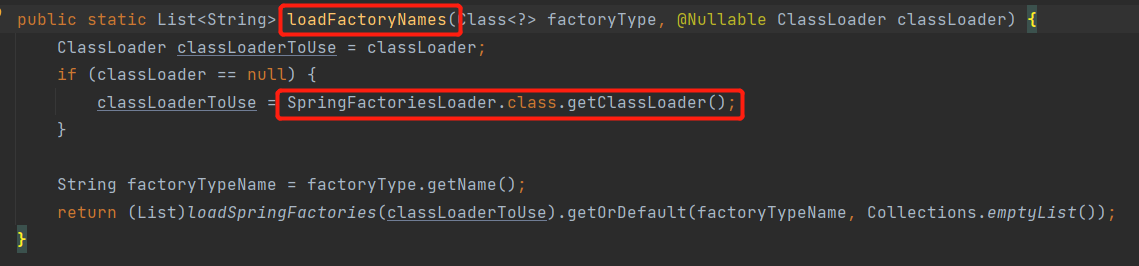 public static List<String> loadFactoryNames(Class<?> factoryType, @Nullable ClassLoader classLoader) {
    ClassLoader classLoaderToUse = classLoader;
    if (classLoader == null) {
        classLoaderToUse = SpringFactoriesLoader.class.getClassLoader();
    }

    String factoryTypeName = factoryType.getName();
    return (List)loadSpringFactories(classLoaderToUse).getOrDefault(factoryTypeName, Collections.emptyList());
}